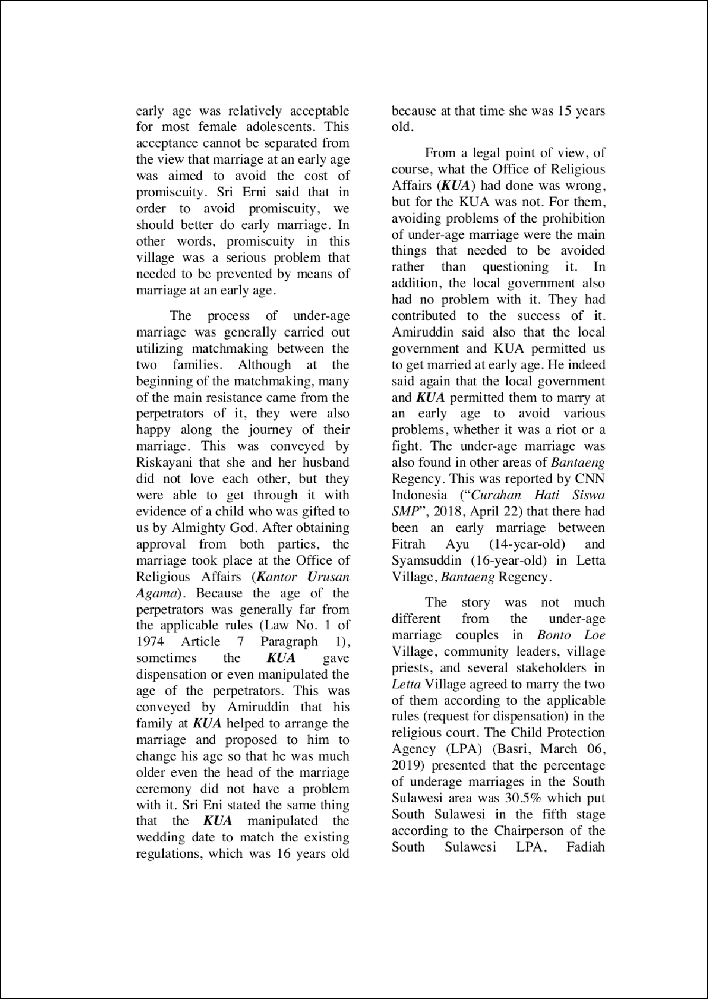 early age was relatively acceptable
for most female adolescents. This
acceptance cannot be separated from
the view that marriage at an early age
was aimed to avoid the cost of
promiscuity. Sri Erni said that in
order to avoid promiscuity, we
should better do early marriage. In
other words, promiscuity in this
village was a serious problem that
needed to be prevented by means of
marriage at an early age.
The process of under-age
marriage was generally carried out
utilizing matchmaking between the
two families. Although at the
beginning of the matchmaking, many
of the main resistance came from the
perpetrators of it, they were also
happy along the journey of their
marriage. This was conveyed by
Riskayani that she and her husband
did not love each other, but they
were able to get through it with
evidence of a child who was gifted to
us by Almighty God. After obtaining
approval from both parties, the
marriage took place at the Office of
Religious Affairs (Kantor Urusan
Agama). Because the age of the
perpetrators was generally far from
the applicable rules (Law No. 1 of
1974 Article 7 Paragraph 1),
sometimes the KUA gave
dispensation or even manipulated the
age of the perpetrators. This was
conveyed by Amiruddin that his
family at KUA helped to arrange the
marriage and proposed to him to
change his age so that he was much
older even the head of the marriage
ceremony did not have a problem
with it. Sri Eni stated the same thing
that the KUA manipulated the
wedding date to match the existing
regulations, which was 16 years old
because at that time she was 15 years
old.
From a legal point of view, of
course, what the Office of Religious
Affairs (KUA) had done was wrong,
but for the KUA was not. For them,
avoiding problems of the prohibition
of under-age marriage were the main
things that needed to be avoided
rather than questioning it. In
addition, the local government also
had no problem with it. They had
contributed to the success of it.
Amiruddin said also that the local
government and KUA permitted us
to get married at early age. He indeed
said again that the local government
and KUA permitted them to marry at
an early age to avoid various
problems, whether it was a riot or a
fight. The under-age marriage was
also found in other areas of Bantaeng
Regency. This was reported by CNN
Indonesia (“Curahan Hati Siswa
SMP”, 2018, April 22) that there had
been an early marriage between
Fitrah Ayu (14-year-old) and
Syamsuddin (16-year-old) in Letta
Village, Bantaeng Regency.
The story was not much
different from the under-age
marriage couples in Bonto Loe
Village, community leaders, village
priests, and several stakeholders in
Letta Village agreed to marry the two
of them according to the applicable
rules (request for dispensation) in the
religious court. The Child Protection
Agency (LPA) (Basri, March 06,
2019) presented that the percentage
of underage marriages in the South
Sulawesi area was 30.5% which put
South Sulawesi in the fifth stage
according to the Chairperson of the
South Sulawesi LPA, Fadiah